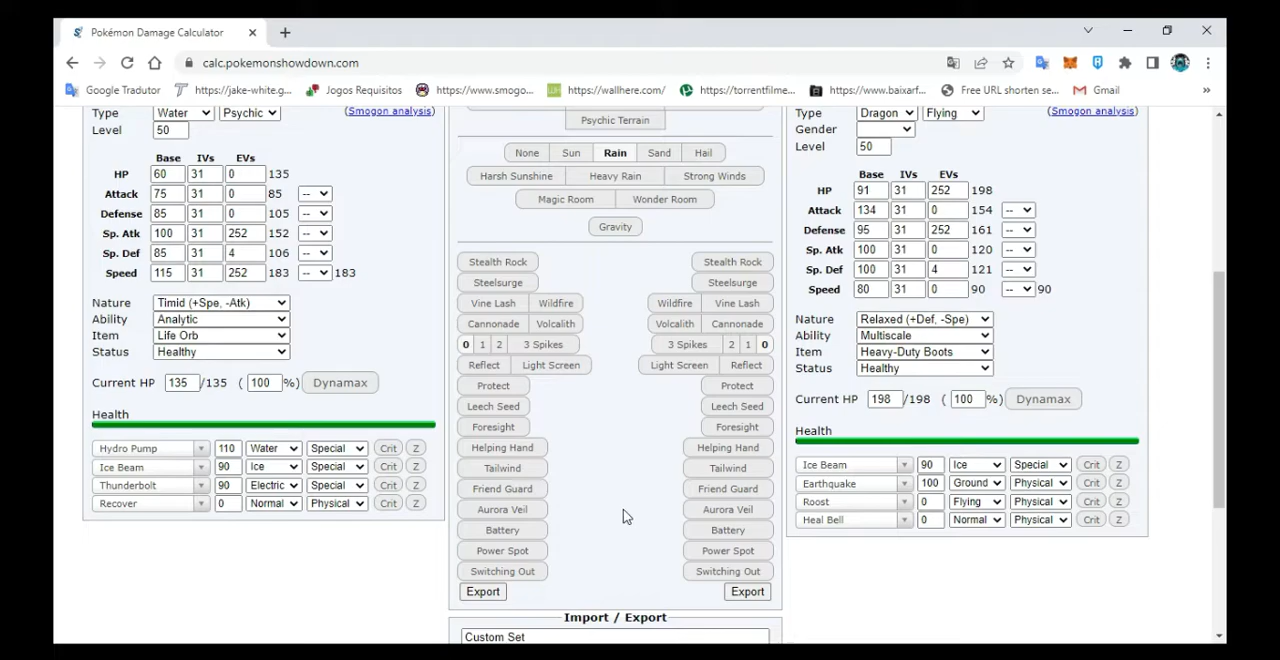 Pokémon Damage Calculator
calc.pokemonshowdown.com
Google Tradutor https://jake-white.g... Jogos Requisitos https://www.smogo... https://wallhere.com/ https://torrentfilme... https://www.baixarf... Free URL shorten se... Gmail »
Type Water Psychic (Smogon analysis)
Level 50
Base IVs EVs
HP 60 31 0 135
Attack 75 31 0 85 --
Defense 85 31 0 105 --
Sp. Atk 100 31 252 152 --
Sp. Def 85 31 4 106 --
Speed 115 31 252 183 -- 183
Nature Timid (+Spe, -Atk)
Ability Analytic
Item Life Orb
Status Healthy
Current HP 135 /135 ( 100 %) Dynamax
Health
Hydro Pump 110 Water Special Crit Z
Ice Beam 90 Ice Special Crit Z
Thunderbolt 90 Electric Special Crit Z
Recover 0 Normal Physical Crit Z
Psychic Terrain
None Sun Rain Sand Hail
Harsh Sunshine Heavy Rain Strong Winds
Magic Room Wonder Room
Gravity
Stealth Rock Stealth Rock
Steelsurge Steelsurge
Vine Lash Wildfire Wildfire Vine Lash
Cannonade Volcalith Volcalith Cannonade
0 1 2 3 Spikes 3 Spikes 2 1 0
Reflect Light Screen Light Screen Reflect
Protect Protect
Leech Seed Leech Seed
Foresight Foresight
Helping Hand Helping Hand
Tailwind Tailwind
Friend Guard Friend Guard
Aurora Veil Aurora Veil
Battery Battery
Power Spot Power Spot
Switching Out Switching Out
Export Export
Import / Export
Custom Set
Type Dragon Flying (Smogon analysis)
Gender
Level 50
Base IVs EVs
HP 91 31 252 198
Attack 134 31 0 154 --
Defense 95 31 252 161 --
Sp. Atk 100 31 0 120 --
Sp. Def 100 31 4 121 --
Speed 80 31 0 90 -- 90
Nature Relaxed (+Def, -Spe)
Ability Multiscale
Item Heavy-Duty Boots
Status Healthy
Current HP 198 /198 ( 100 %) Dynamax
Health
Ice Beam 90 Ice Special Crit Z
Earthquake 100 Ground Physical Crit Z
Roost 0 Flying Physical Crit Z
Heal Bell 0 Normal Physical Crit Z